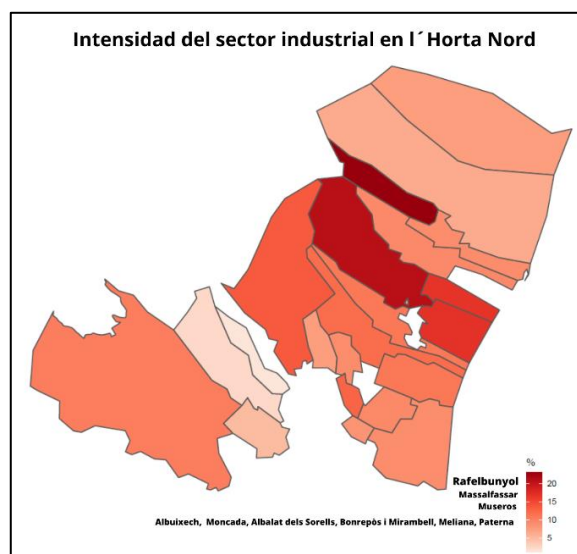 Intensidad del sector industrial en l´Horta Nord
%
20
15
10
5
Rafelbunyol
Massalfassar
Museros
Albuixech, Moncada, Albalat dels Sorells, Bonrepòs i Mirambell, Meliana, Paterna